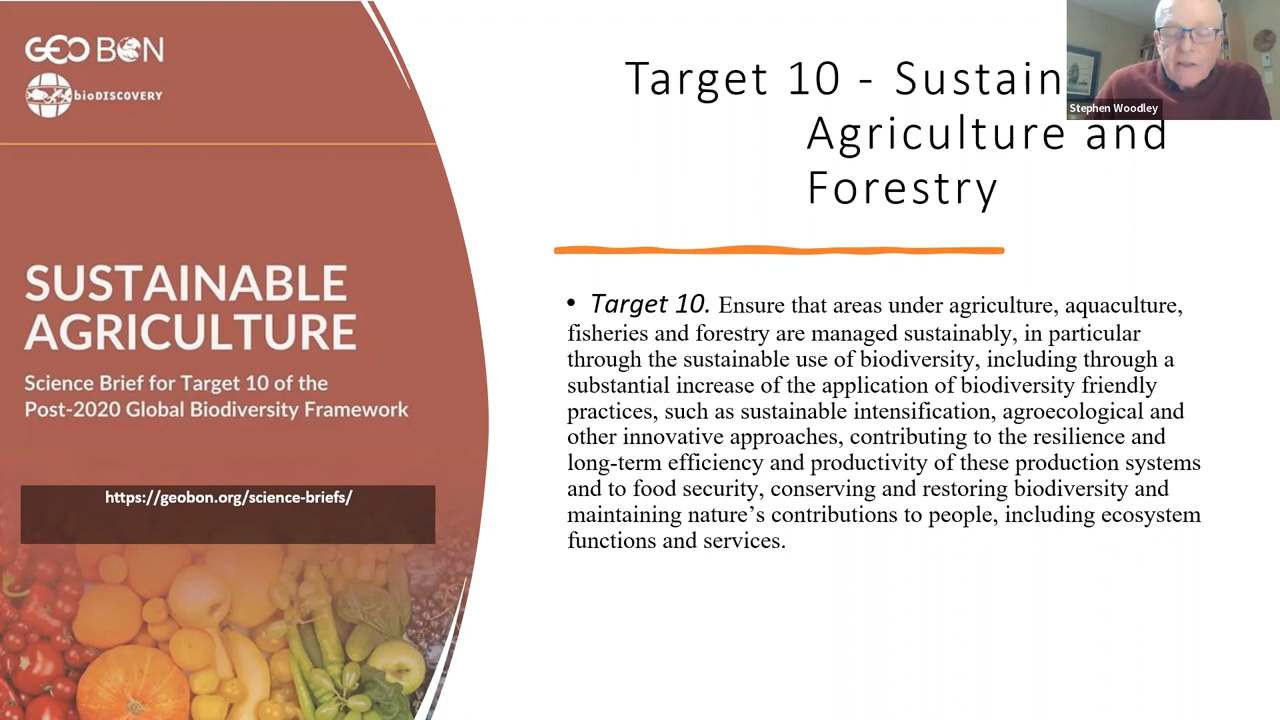 GEO BON
bioDISCOVERY
SUSTAINABLE
AGRICULTURE
Science Brief for Target 10 of the
Post-2020 Global Biodiversity Framework
https://geobon.org/science-briefs/
Target 10 - Sustain
Agriculture and
Forestry
Stephen Woodley
• Target 10. Ensure that areas under agriculture, aquaculture,
fisheries and forestry are managed sustainably, in particular
through the sustainable use of biodiversity, including through a
substantial increase of the application of biodiversity friendly
practices, such as sustainable intensification, agroecological and
other innovative approaches, contributing to the resilience and
long-term efficiency and productivity of these production systems
and to food security, conserving and restoring biodiversity and
maintaining nature’s contributions to people, including ecosystem
functions and services.